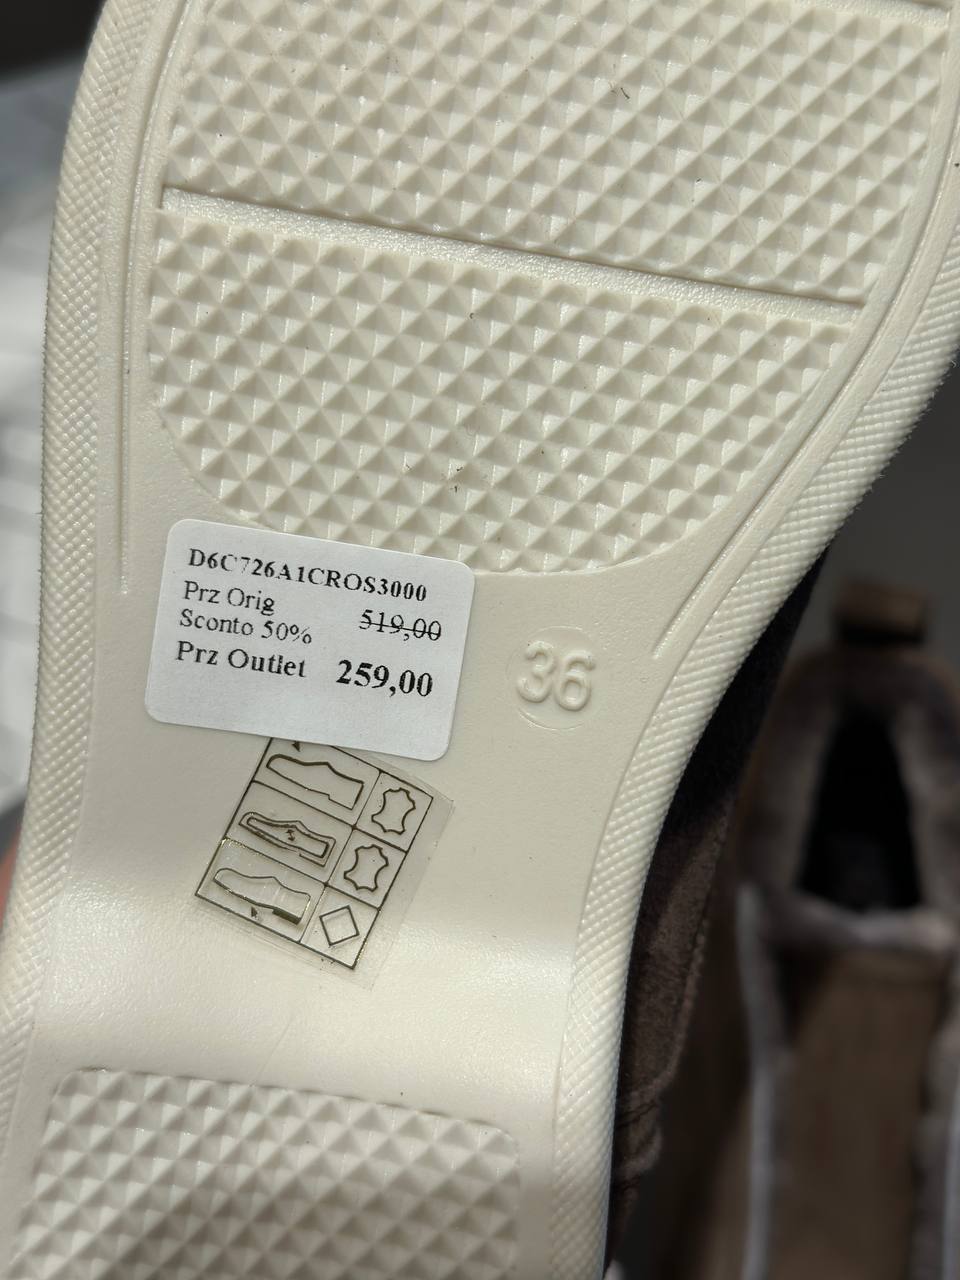 D6C726A1CROS3000
Prz Orig 519,00
Sconto 50%
Prz Outlet 259,00
36